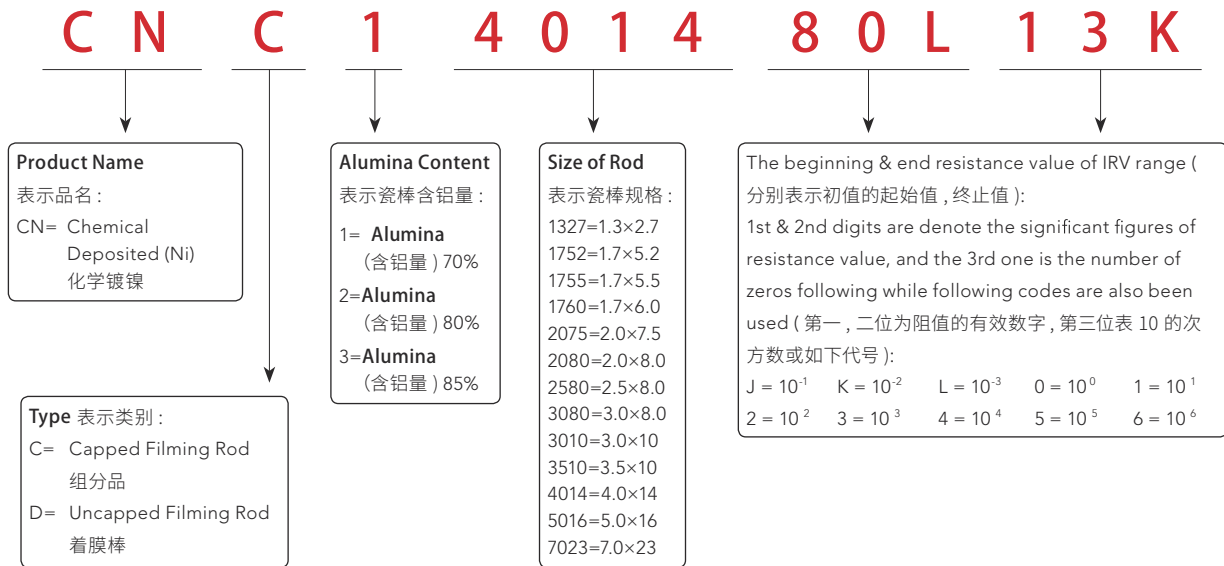 C N C 1 4 0 1 4 8 0 L 1 3 K
Product Name
表示品名 :
CN= Chemical
Deposited (Ni)
化学镀镍
Type 表示类别 :
C= Capped Filming Rod
组分品
D= Uncapped Filming Rod
着膜棒
Alumina Content
表示瓷棒含铝量 :
1= Alumina
(含铝量 ) 70%
2=Alumina
(含铝量 ) 80%
3=Alumina
(含铝量 ) 85%
Size of Rod
表示瓷棒规格 :
1327=1.3×2.7
1752=1.7×5.2
1755=1.7×5.5
1760=1.7×6.0
2075=2.0×7.5
2080=2.0×8.0
2580=2.5×8.0
3080=3.0×8.0
3010=3.0×10
3510=3.5×10
4014=4.0×14
5016=5.0×16
7023=7.0×23
The beginning & end resistance value of IRV range (
分别表示初值的起始值 , 终止值 ):
1st & 2nd digits are denote the significant figures of
resistance value, and the 3rd one is the number of
zeros following while following codes are also been
used ( 第一 , 二位为阻值的有效数字 , 第三位表 10 的次
方数或如下代号 ):
J = 10⁻¹ K = 10⁻² L = 10⁻³ 0 = 10⁰ 1 = 10¹
2 = 10² 3 = 10³ 4 = 10⁴ 5 = 10⁵ 6 = 10⁶